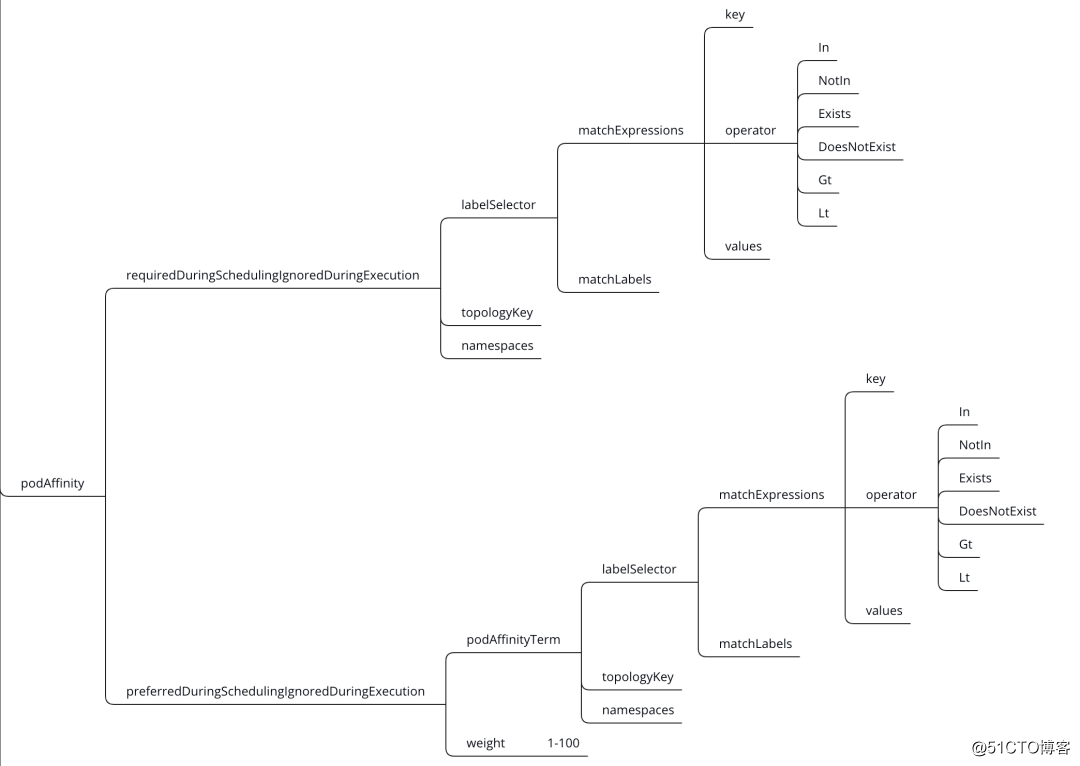 key
In
NotIn
Exists
matchExpressions
operator
DoesNotExist
Gt
labelSelector
Lt
values
requiredDuringSchedulingIgnoredDuringExecution
matchLabels
topologyKey
namespaces
key
In
NotIn
podAffinity
Exists
matchExpressions
operator
DoesNotExist
Gt
labelSelector
Lt
values
podAffinityTerm
matchLabels
topologyKey
preferredDuringSchedulingIgnoredDuringExecution
namespaces
weight 1-100
@51CTO博客